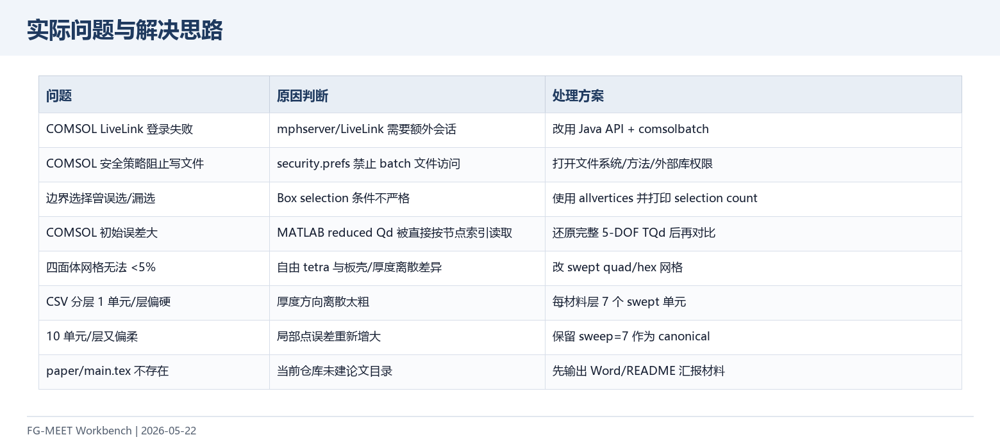 实际问题与解决思路
问题 原因判断 处理方案
COMSOL LiveLink 登录失败 mphserver/LiveLink 需要额外会话 改用 Java API + comsolbatch
COMSOL 安全策略阻止写文件 security.prefs 禁止 batch 文件访问 打开文件系统/方法/外部库权限
边界选择曾误选/漏选 Box selection 条件不严格 使用 allvertices 并打印 selection count
COMSOL 初始误差大 MATLAB reduced Qd 被直接按节点索引读取 还原完整 5-DOF TQd 后再对比
四面体网格无法 <5% 自由 tetra 与板壳/厚度离散差异 改 swept quad/hex 网格
CSV 分层 1 单元/层偏硬 厚度方向离散太粗 每材料层 7 个 swept 单元
10 单元/层又偏柔 局部点误差重新增大 保留 sweep=7 作为 canonical
paper/main.tex 不存在 当前仓库未建论文目录 先输出 Word/README 汇报材料
FG-MEET Workbench | 2026-05-22